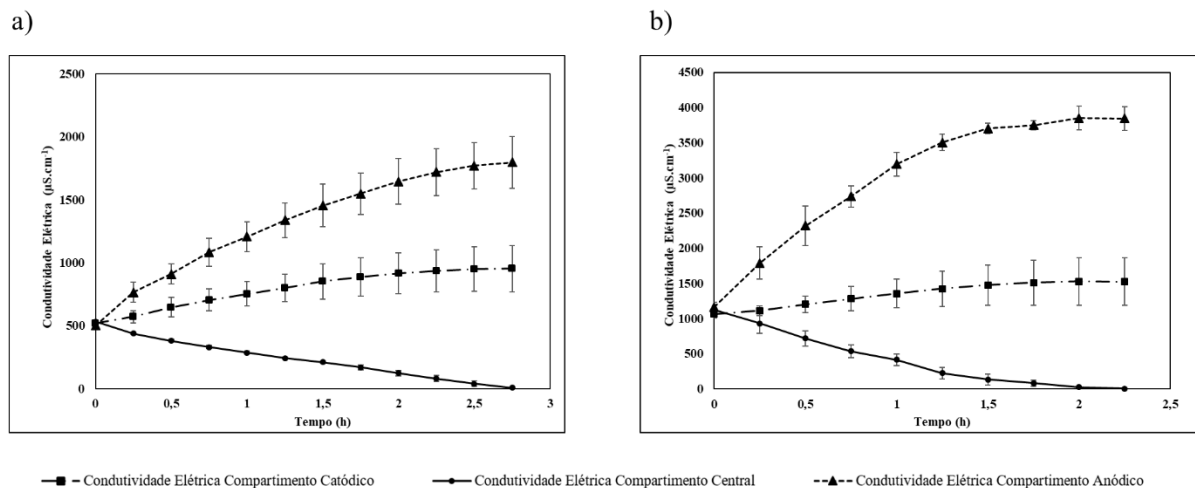 a)
Condutividade Elétrica (µS.cm⁻¹)
2500
2000
1500
1000
500
0
0 0,5 1 1,5 2 2,5 3
Tempo (h)
b)
Condutividade Elétrica (µS.cm⁻¹)
4500
4000
3500
3000
2500
2000
1500
1000
500
0
0 0,5 1 1,5 2 2,5
Tempo (h)
Condutividade Elétrica Compartimento Catódico Condutividade Elétrica Compartimento Central Condutividade Elétrica Compartimento Anódico